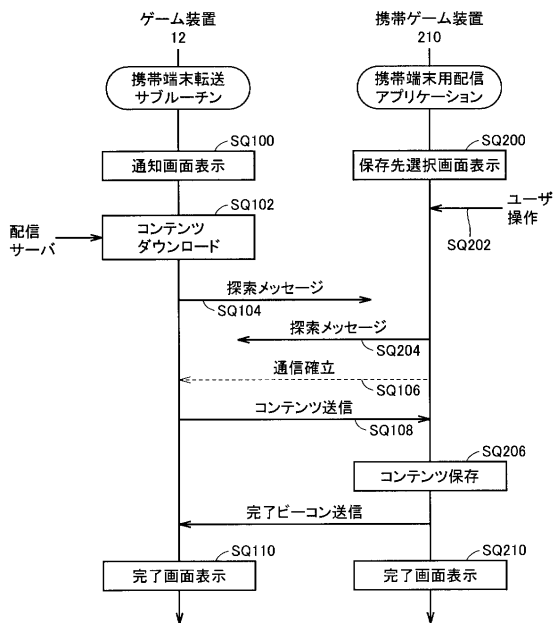 ゲーム装置
12
携帯ゲーム装置
210
携帯端末転送
サブルーチン
携帯端末用配信
アプリケーション
SQ100
通知画面表示
SQ200
保存先選択画面表示
SQ102
コンテンツ
ダウンロード
配信
サーバ
ユーザ
操作
SQ202
探索メッセージ
SQ104
探索メッセージ
SQ204
通信確立
SQ106
コンテンツ送信
SQ108
SQ206
コンテンツ保存
完了ビーコン送信
SQ110
完了画面表示
SQ210
完了画面表示